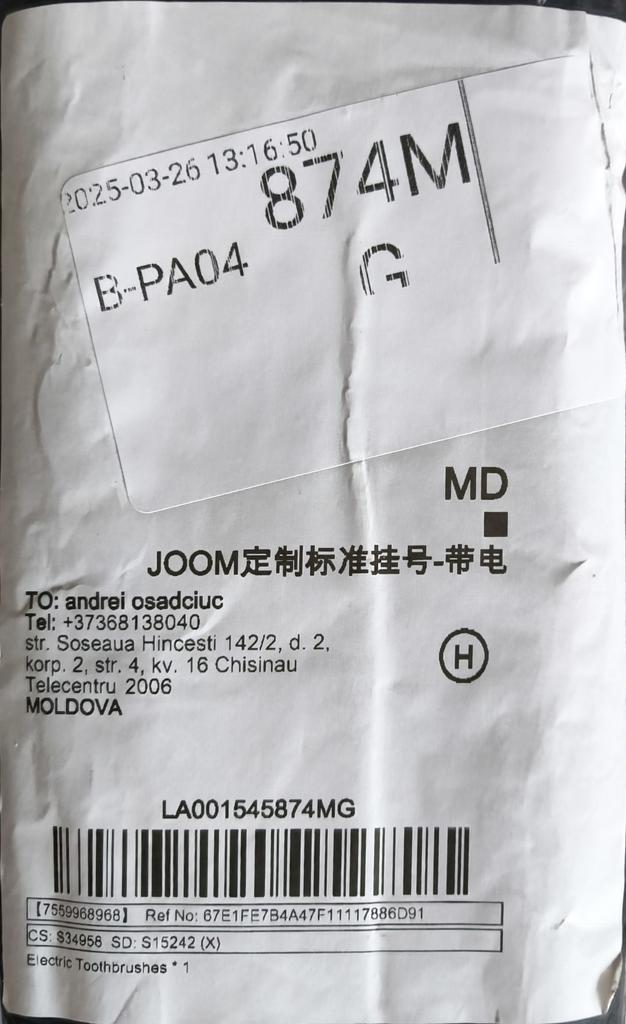 2025-03-26 13:16:50
874M
B-PA04
G
MD
JOOM定制标准挂号-带电
TO: andrei osadciuc
Tel: +37368138040
str. Soseaua Hincesti 142/2, d. 2,
korp. 2, str. 4, kv. 16 Chisinau
Telecentru 2006
MOLDOVA
H
LA001545874MG
【7559968968】 Ref No: 67E1FE7B4A47F11117886D91
CS: S34958 SD: S15242 (X)
Electric Toothbrushes * 1